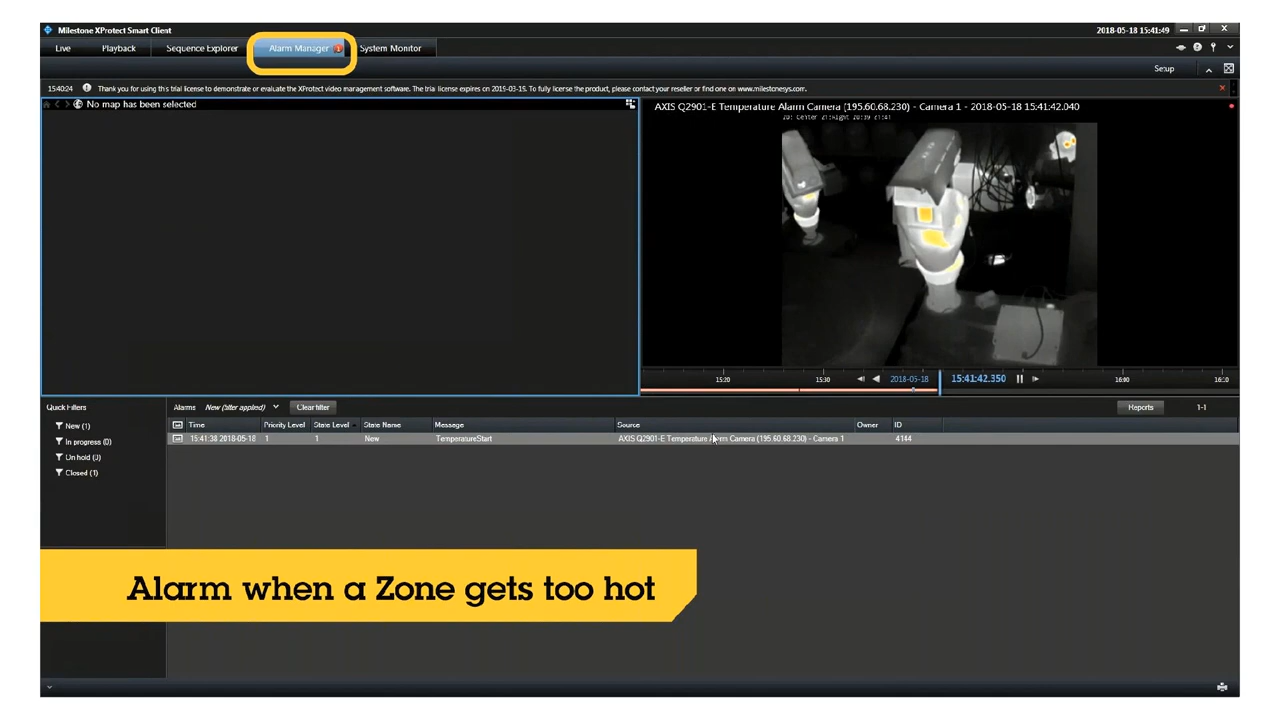 Milestone XProtect Smart Client
2018-05-18 15:41:49
Live Playback Sequence Explorer Alarm Manager System Monitor
Setup
15:40:24 Thank you for using this trial license to demonstrate or evaluate the XProtect video management software. The trial license expires on 2019-03-15. To fully license the product, please contact your reseller or find one on www.milestonesys.com.
No map has been selected
AXIS Q2901-E Temperature Alarm Camera (195.60.68.230) - Camera 1 - 2018-05-18 15:41:42.040
15:20 15:30 2018-05-18 15:41:42.350 16:00 16:10
Quick Filters
Alarms New (filter applied) Clear filter Reports 1-1
New (1)
In progress (0)
On hold (0)
Closed (1)
Time Priority Level State Level State Name Message Source Owner ID
15:41:38 2018-05-18 1 1 New TemperatureStart AXIS Q2901-E Temperature Alarm Camera (195.60.68.230) - Camera 1 4144
Alarm when a Zone gets too hot